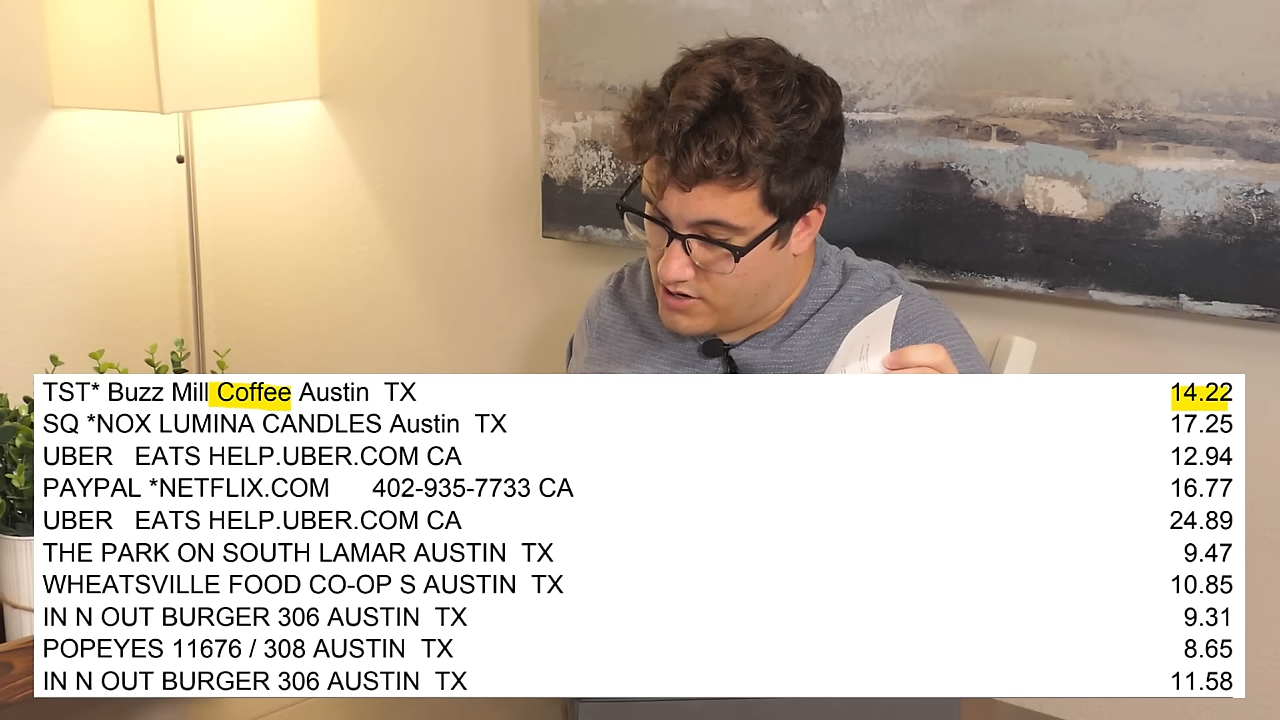 TST* Buzz Mill Coffee Austin TX 14.22
SQ *NOX LUMINA CANDLES Austin TX 17.25
UBER EATS HELP.UBER.COM CA 12.94
PAYPAL *NETFLIX.COM 402-935-7733 CA 16.77
UBER EATS HELP.UBER.COM CA 24.89
THE PARK ON SOUTH LAMAR AUSTIN TX 9.47
WHEATSVILLE FOOD CO-OP S AUSTIN TX 10.85
IN N OUT BURGER 306 AUSTIN TX 9.31
POPEYES 11676 / 308 AUSTIN TX 8.65
IN N OUT BURGER 306 AUSTIN TX 11.58